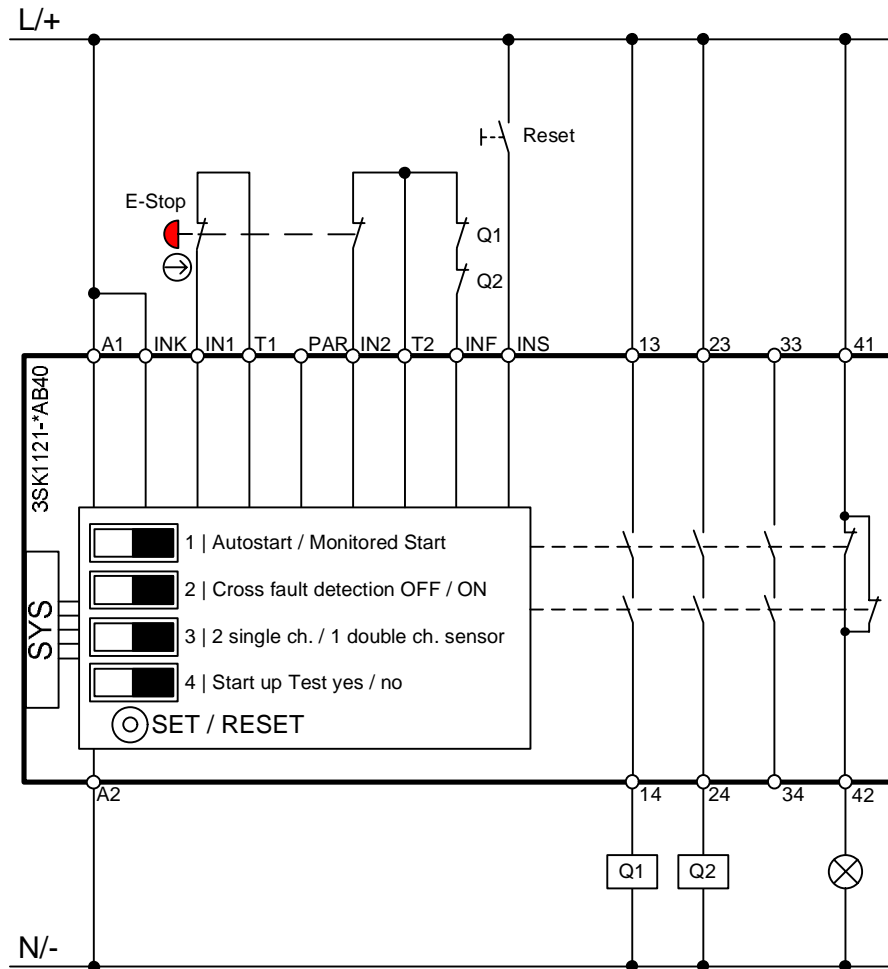 L/+
Reset
E-Stop
Q1
Q2
A1 INK IN1 T1 PAR IN2 T2 INF INS 13 23 33 41
3SK1121-*AB40
1 | Autostart / Monitored Start
2 | Cross fault detection OFF / ON
3 | 2 single ch. / 1 double ch. sensor
4 | Start up Test yes / no
SYS
SET / RESET
A2 14 24 34 42
Q1 Q2
N/-